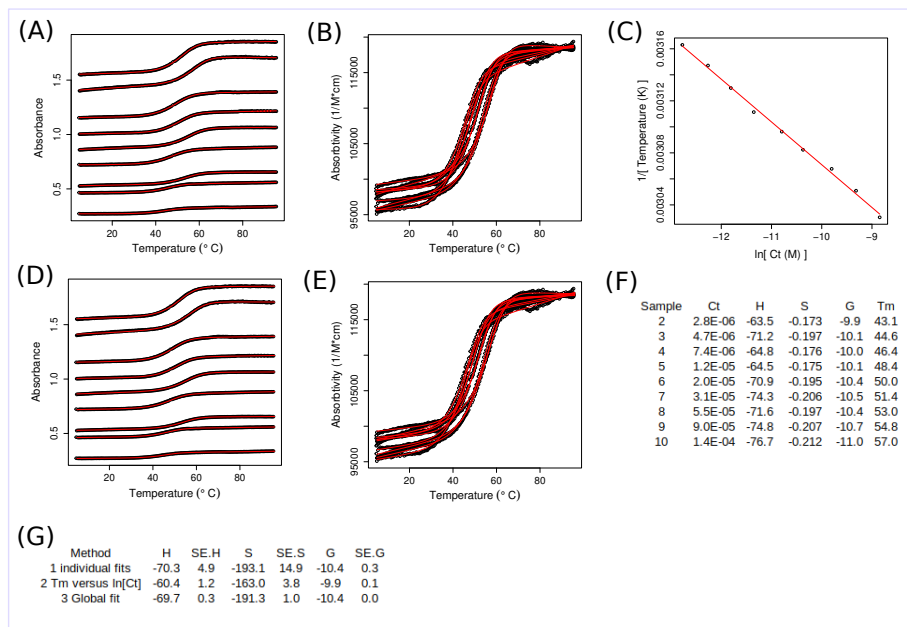 (A)
Absorbance
1.5
1.0
0.5
20 40 60 80
Temperature (° C)
(B)
Absorbtivity (1/M*cm)
115000
105000
95000
20 40 60 80
Temperature (° C)
(C)
1/[ Temperature (K) ]
0.00316
0.00312
0.00308
0.00304
−12 −11 −10 −9
ln[ Ct (M) ]
(D)
Absorbance
1.5
1.0
0.5
20 40 60 80
Temperature (° C)
(E)
Absorbtivity (1/M*cm)
115000
105000
95000
20 40 60 80
Temperature (° C)
(F)
Sample Ct H S G Tm
2 2.8E-06 -63.5 -0.173 -9.9 43.1
3 4.7E-06 -71.2 -0.197 -10.1 44.6
4 7.4E-06 -64.8 -0.176 -10.0 46.4
5 1.2E-05 -64.5 -0.175 -10.1 48.4
6 2.0E-05 -70.9 -0.195 -10.4 50.0
7 3.1E-05 -74.3 -0.206 -10.5 51.4
8 5.5E-05 -71.6 -0.197 -10.4 53.0
9 9.0E-05 -74.8 -0.207 -10.7 54.8
10 1.4E-04 -76.7 -0.212 -11.0 57.0
(G)
Method H SE.H S SE.S G SE.G
1 individual fits -70.3 4.9 -193.1 14.9 -10.4 0.3
2 Tm versus ln[Ct] -60.4 1.2 -163.0 3.8 -9.9 0.1
3 Global fit -69.7 0.3 -191.3 1.0 -10.4 0.0